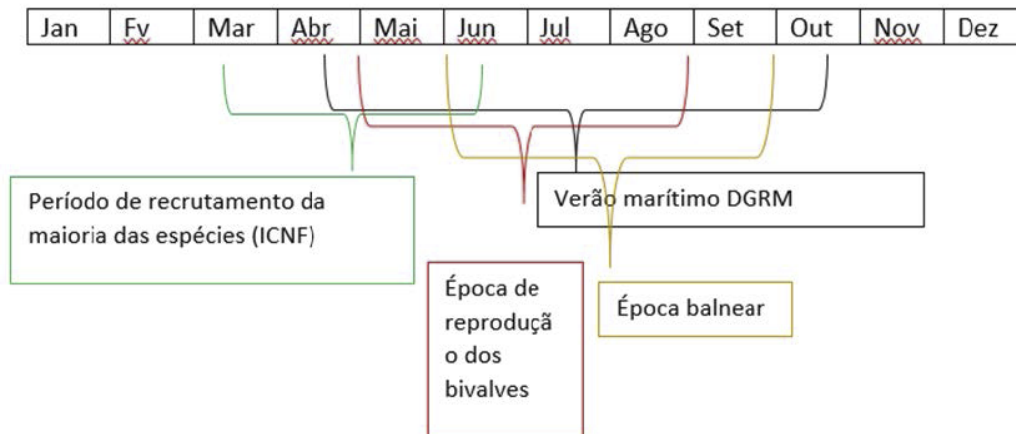 Jan Fv Mar Abr Mai Jun Jul Ago Set Out Nov Dez
Período de recrutamento da
maioria das espécies (ICNF)
Verão marítimo DGRM
Época de
reproduçã
o dos
bivalves
Época balnear